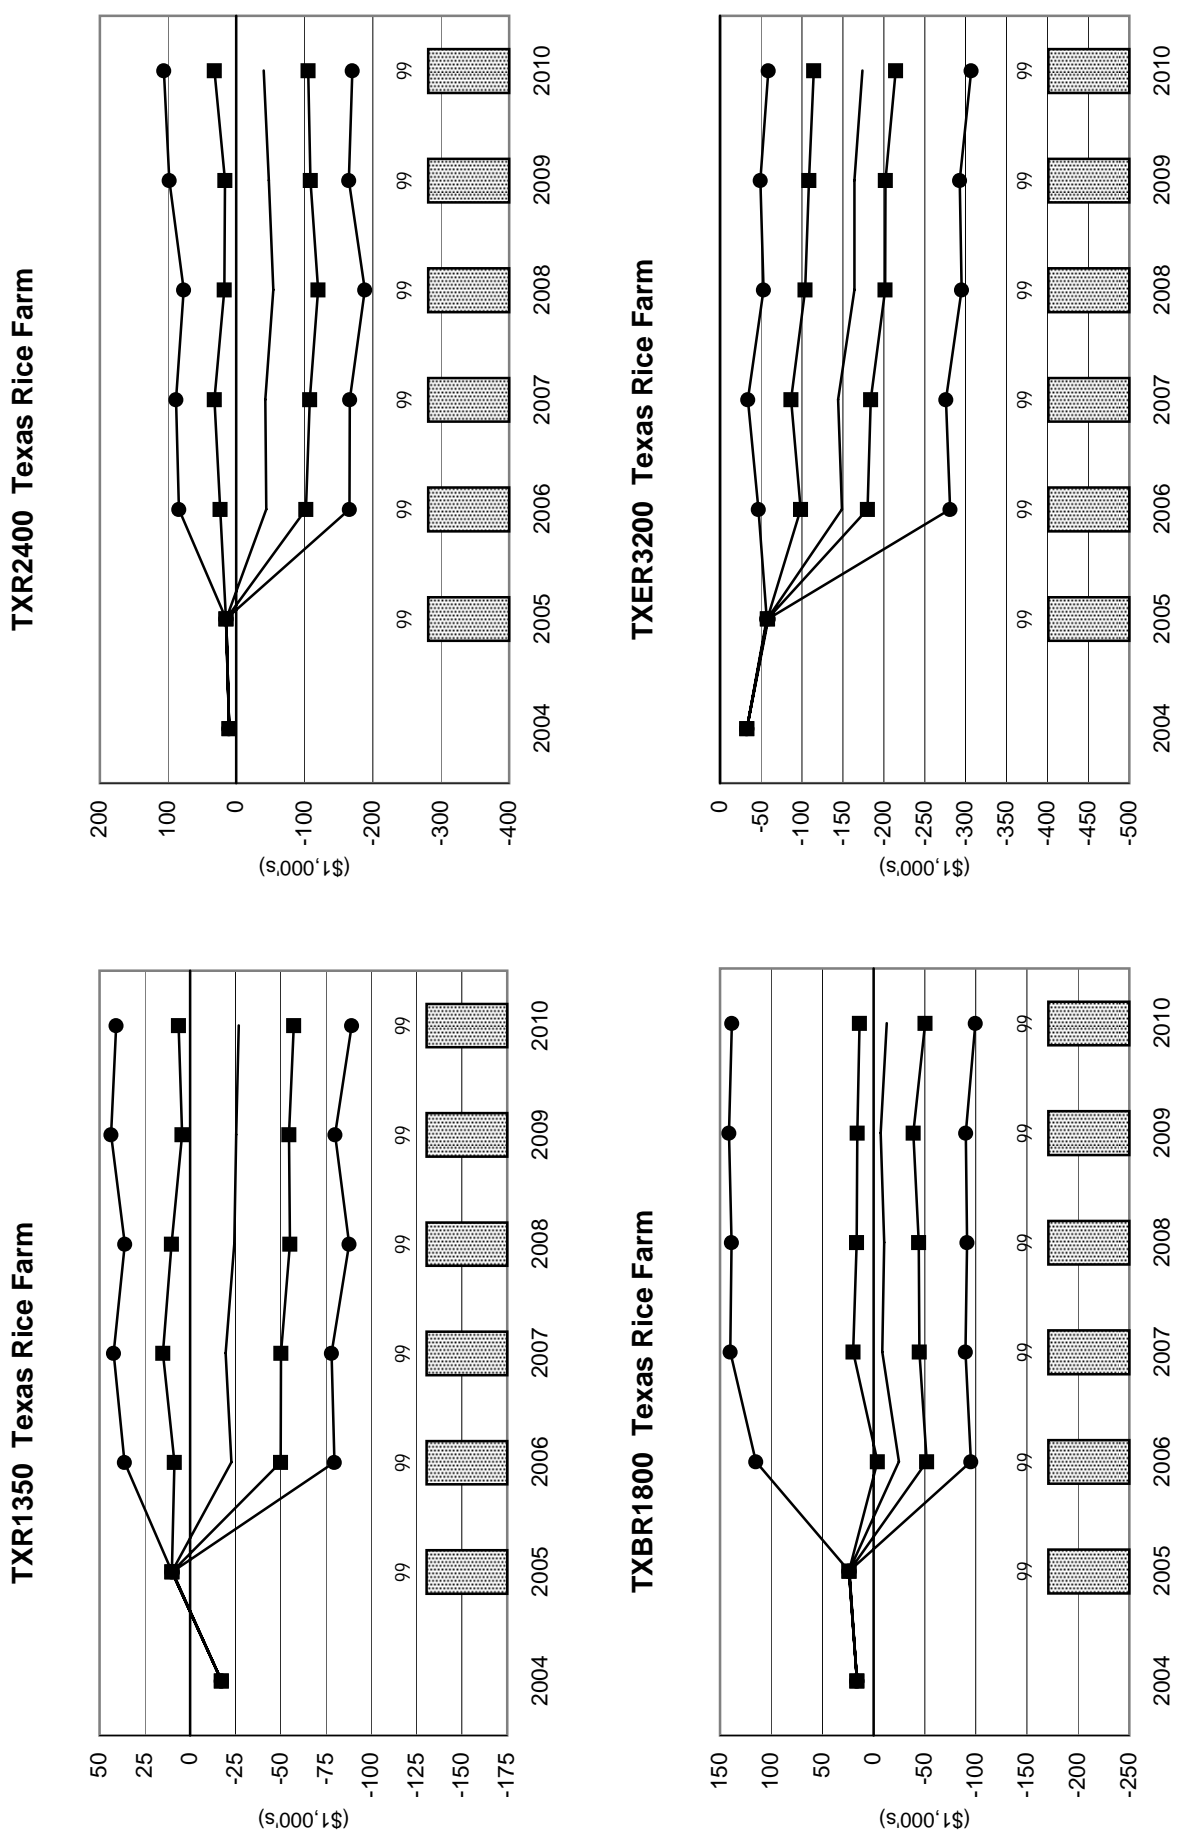 TXR1350 Texas Rice Farm
($1,000's)
50
25
0
-25
-50
-75
-100
-125
-150
-175
99 99 99 99 99 99
2004 2005 2006 2007 2008 2009 2010
TXR2400 Texas Rice Farm
($1,000's)
200
100
0
-100
-200
-300
-400
99 99 99 99 99 99
2004 2005 2006 2007 2008 2009 2010
TXBR1800 Texas Rice Farm
($1,000's)
150
100
50
0
-50
-100
-150
-200
-250
99 99 99 99 99 99
2004 2005 2006 2007 2008 2009 2010
TXER3200 Texas Rice Farm
($1,000's)
0
-50
-100
-150
-200
-250
-300
-350
-400
-450
-500
99 99 99 99 99 99
2004 2005 2006 2007 2008 2009 2010